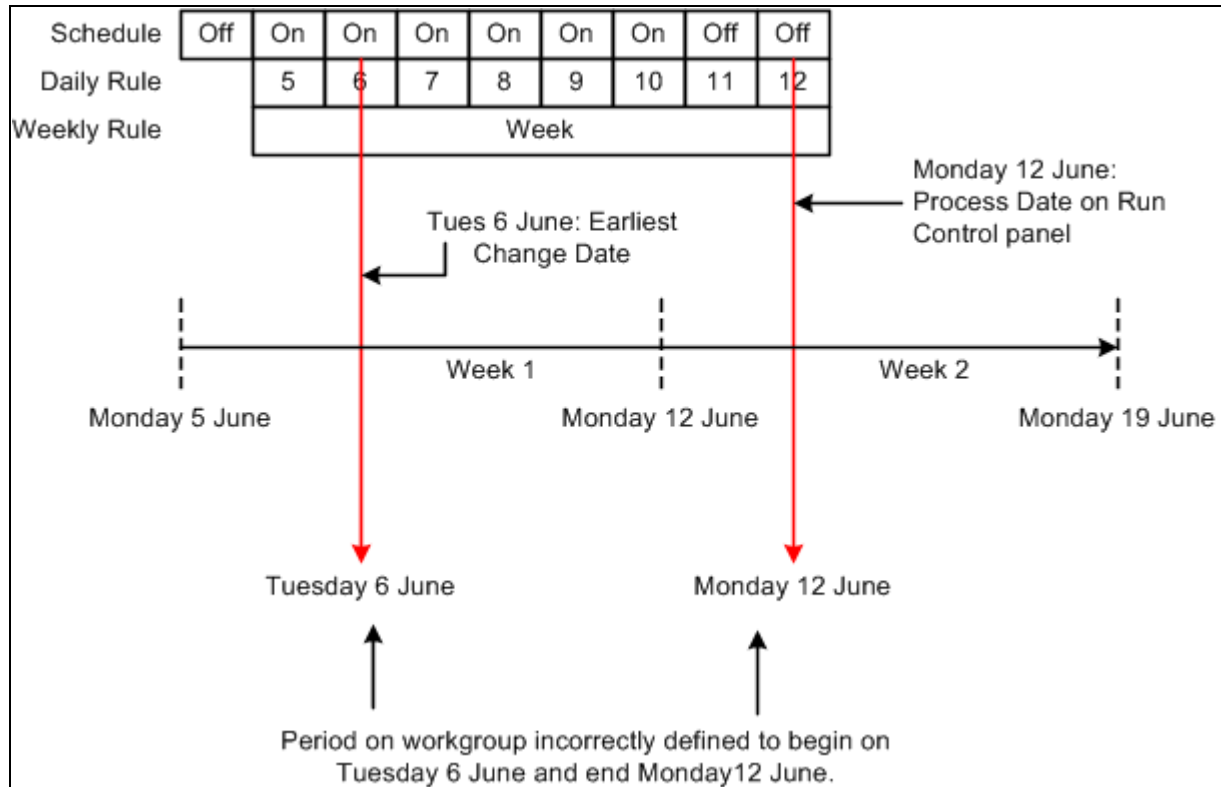 Schedule Off On On On On On On Off Off
Daily Rule 5 6 7 8 9 10 11 12
Weekly Rule Week
Monday 12 June:
Process Date on Run
Control panel
Tues 6 June: Earliest
Change Date
Week 1 Week 2
Monday 5 June Monday 12 June Monday 19 June
Tuesday 6 June Monday 12 June
Period on workgroup incorrectly defined to begin on
Tuesday 6 June and end Monday12 June.